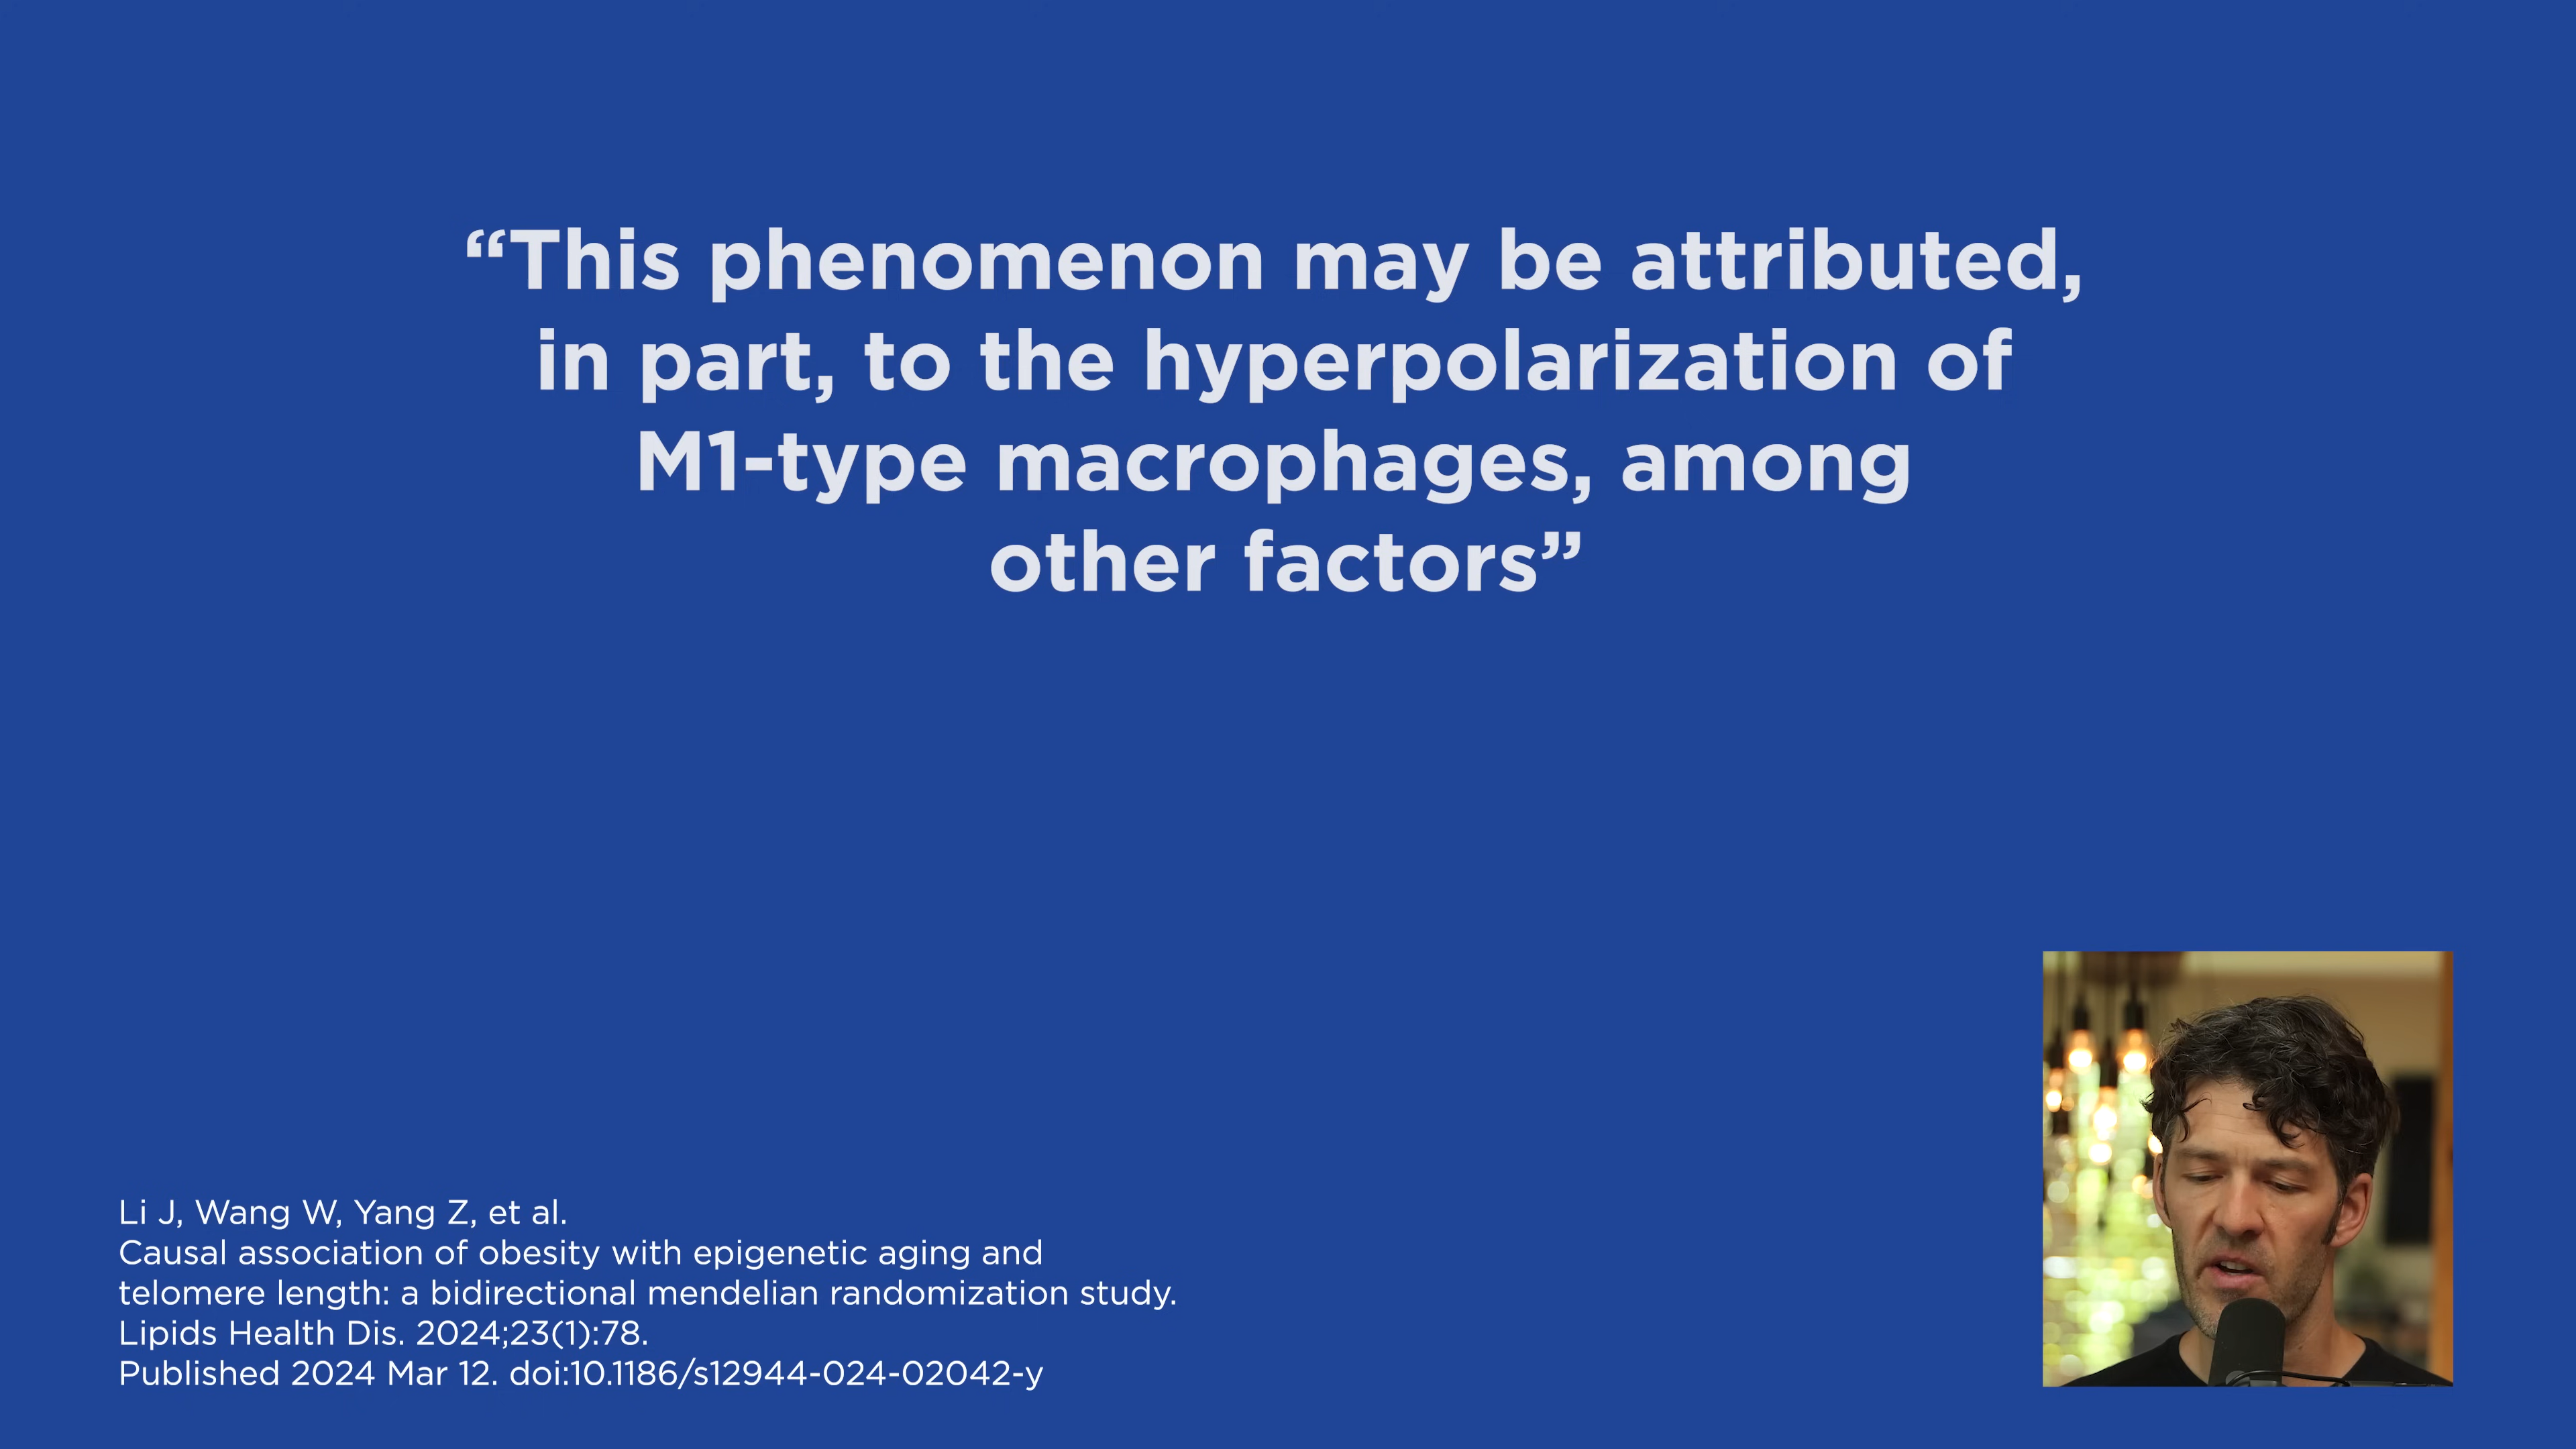 “This phenomenon may be attributed,
in part, to the hyperpolarization of
M1-type macrophages, among
other factors”
Li J, Wang W, Yang Z, et al.
Causal association of obesity with epigenetic aging and
telomere length: a bidirectional mendelian randomization study.
Lipids Health Dis. 2024;23(1):78.
Published 2024 Mar 12. doi:10.1186/s12944-024-02042-y